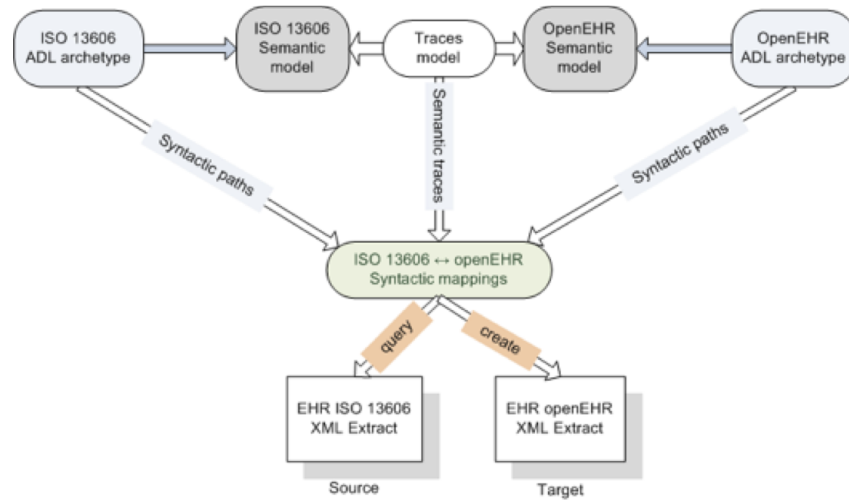 ISO 13606
ADL archetype
ISO 13606
Semantic
model
Traces
model
OpenEHR
Semantic
model
OpenEHR
ADL archetype
Syntactic paths
Semantic traces
Syntactic paths
ISO 13606 ↔ openEHR
Syntactic mappings
query
create
EHR ISO 13606
XML Extract
EHR openEHR
XML Extract
Source
Target